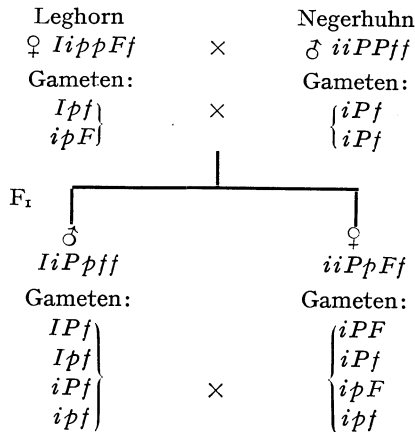 Leghorn Negerhuhn
♀ IippFf × ♂ iiPPff
Gameten: Gameten:
Ipf} × {iPf
ipF} {iPf
F₁
♂ ♀
IiPpff iiPpFf
Gameten: Gameten:
IPf} {iPF
Ipf} {iPf
iPf} × {ipF
ipf} {ipf